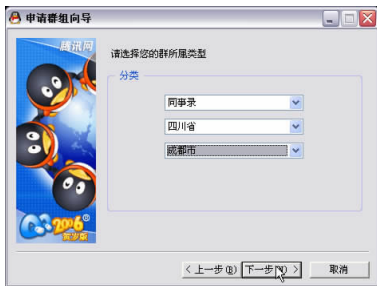 申请群组向导
腾讯网
请选择您的群所属类型
分类
同事录
四川省
成都市
2006
贺岁版
<上一步(B)
下一步(N) >
取消